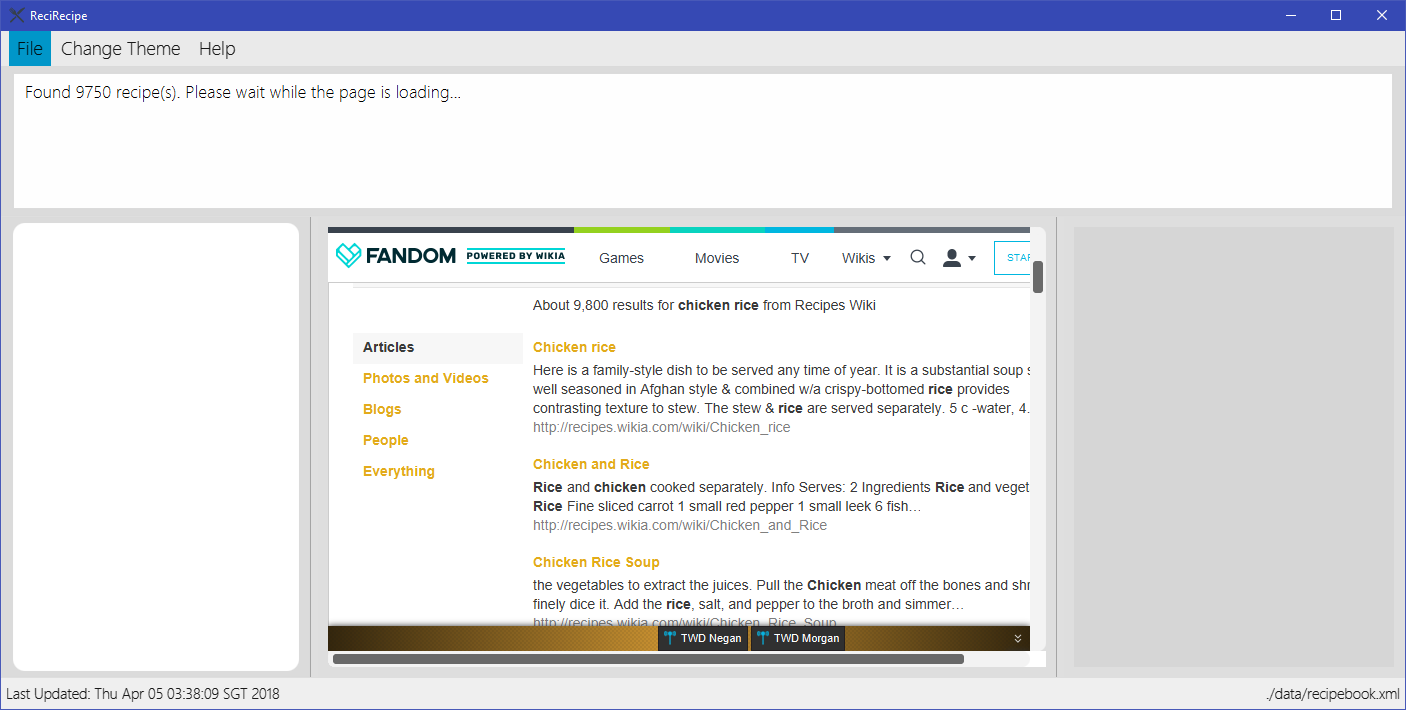 ReciRecipe
File Change Theme Help
Found 9750 recipe(s). Please wait while the page is loading...
FANDOM POWERED BY WIKIA Games Movies TV Wikis
About 9,800 results for chicken rice from Recipes Wiki
Articles
Photos and Videos
Blogs
People
Everything
Chicken rice
Here is a family-style dish to be served any time of year. It is a substantial soup
well seasoned in Afghan style & combined w/a crispy-bottomed rice provides
contrasting texture to stew. The stew & rice are served separately. 5 c -water, 4.
http://recipes.wikia.com/wiki/Chicken_rice
Chicken and Rice
Rice and chicken cooked separately. Info Serves: 2 Ingredients Rice and veget
Rice Fine sliced carrot 1 small red pepper 1 small leek 6 fish…
http://recipes.wikia.com/wiki/Chicken_and_Rice
Chicken Rice Soup
the vegetables to extract the juices. Pull the Chicken meat off the bones and shr
finely dice it. Add the rice, salt, and pepper to the broth and simmer…
http://recipes.wikia.com/wiki/Chicken_Rice_Soup
TWD Negan TWD Morgan
Last Updated: Thu Apr 05 03:38:09 SGT 2018 ./data/recipebook.xml